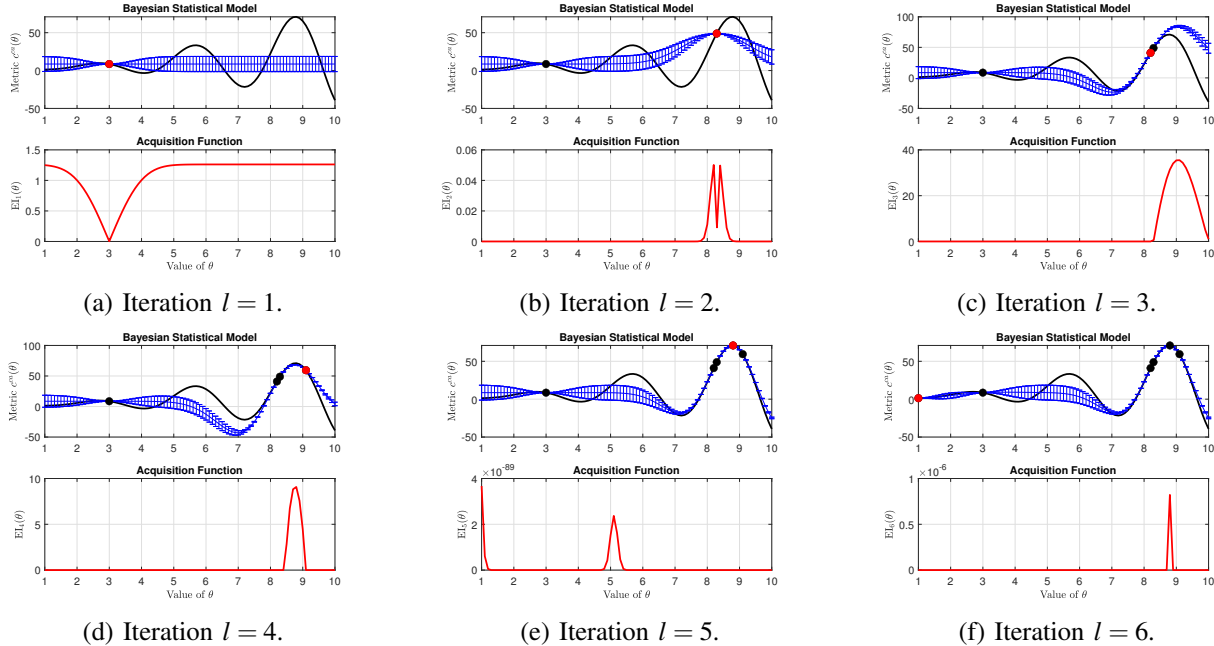 Bayesian Statistical Model
Metric c^m(θ)
50
0
-50
1 2 3 4 5 6 7 8 9 10
Acquisition Function
EI₁(θ)
1.5
1
0.5
0
1 2 3 4 5 6 7 8 9 10
Value of θ
(a) Iteration l = 1.
Bayesian Statistical Model
Metric c^m(θ)
50
0
-50
1 2 3 4 5 6 7 8 9 10
Acquisition Function
EI₂(θ)
0.06
0.04
0.02
0
1 2 3 4 5 6 7 8 9 10
Value of θ
(b) Iteration l = 2.
Bayesian Statistical Model
Metric c^m(θ)
100
50
0
-50
1 2 3 4 5 6 7 8 9 10
Acquisition Function
EI₃(θ)
40
20
0
1 2 3 4 5 6 7 8 9 10
Value of θ
(c) Iteration l = 3.
Bayesian Statistical Model
Metric c^m(θ)
100
50
0
-50
1 2 3 4 5 6 7 8 9 10
Acquisition Function
EI₄(θ)
10
5
0
1 2 3 4 5 6 7 8 9 10
Value of θ
(d) Iteration l = 4.
Bayesian Statistical Model
Metric c^m(θ)
50
0
-50
1 2 3 4 5 6 7 8 9 10
×10^-89
Acquisition Function
EI₅(θ)
4
2
0
1 2 3 4 5 6 7 8 9 10
Value of θ
(e) Iteration l = 5.
Bayesian Statistical Model
Metric c^m(θ)
50
0
-50
1 2 3 4 5 6 7 8 9 10
×10^-6
Acquisition Function
EI₆(θ)
1
0.5
0
1 2 3 4 5 6 7 8 9 10
Value of θ
(f) Iteration l = 6.